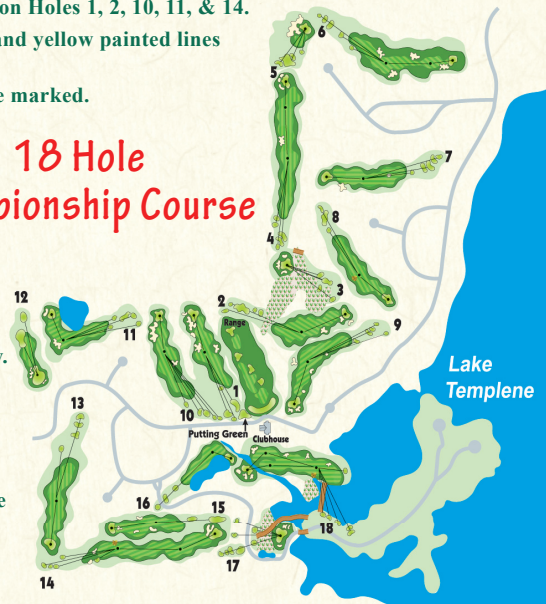 on Holes 1, 2, 10, 11, & 14.
nd yellow painted lines
e marked.
18 Hole
pionship Course
6
5
7
8
4
3
12
2
9
11
Range
Lake
Templene
1
10
Putting Green
Clubhouse
y.
13
e
16
15
18
17
14